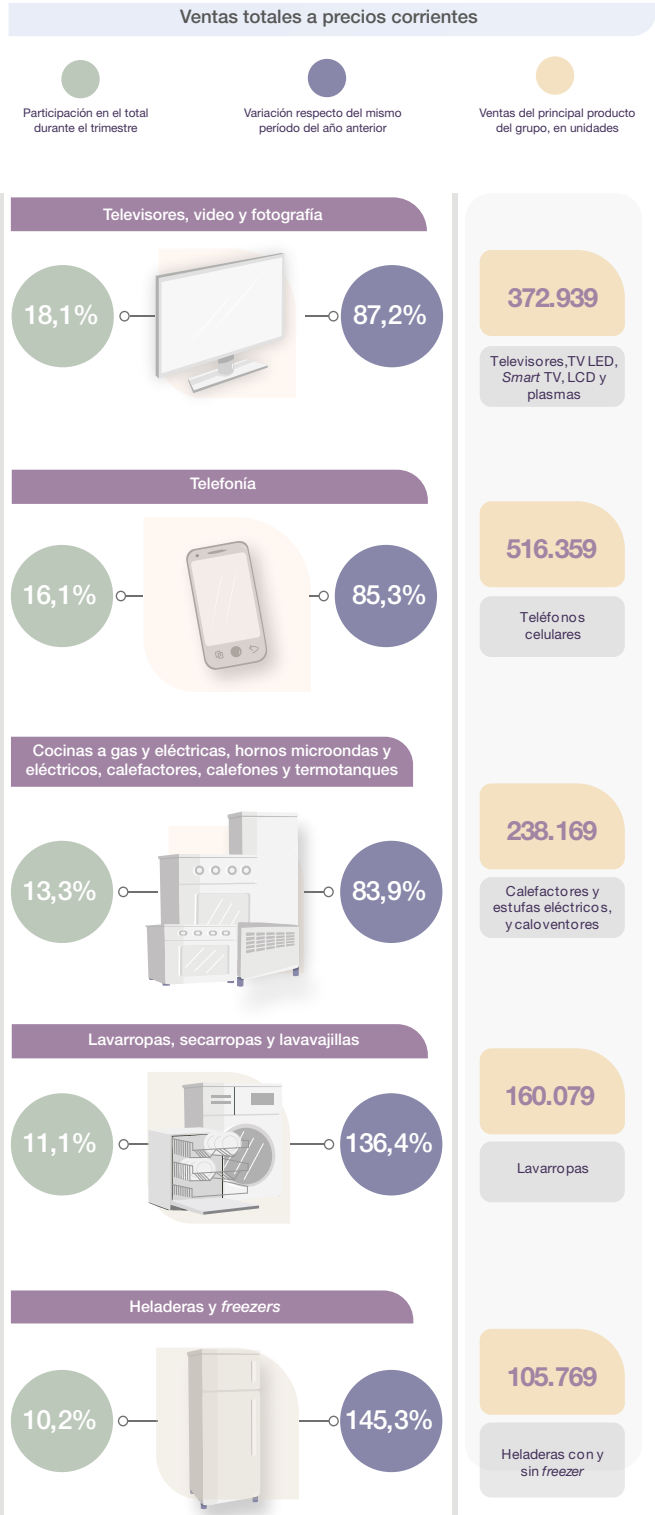 Ventas totales a precios corrientes
Participación en el total
durante el trimestre
Variación respecto del mismo
período del año anterior
Ventas del principal producto
del grupo, en unidades
Televisores, video y fotografía
18,1%
87,2%
372.939
Televisores,TV LED,
Smart TV, LCD y
plasmas
Telefonía
16,1%
85,3%
516.359
Teléfonos
celulares
Cocinas a gas y eléctricas, hornos microondas y
eléctricos, calefactores, calefones y termotanques
13,3%
83,9%
238.169
Calefactores y
estufas eléctricos,
y caloventores
Lavarropas, secarropas y lavavajillas
11,1%
136,4%
160.079
Lavarropas
Heladeras y freezers
10,2%
145,3%
105.769
Heladeras con y
sin freezer